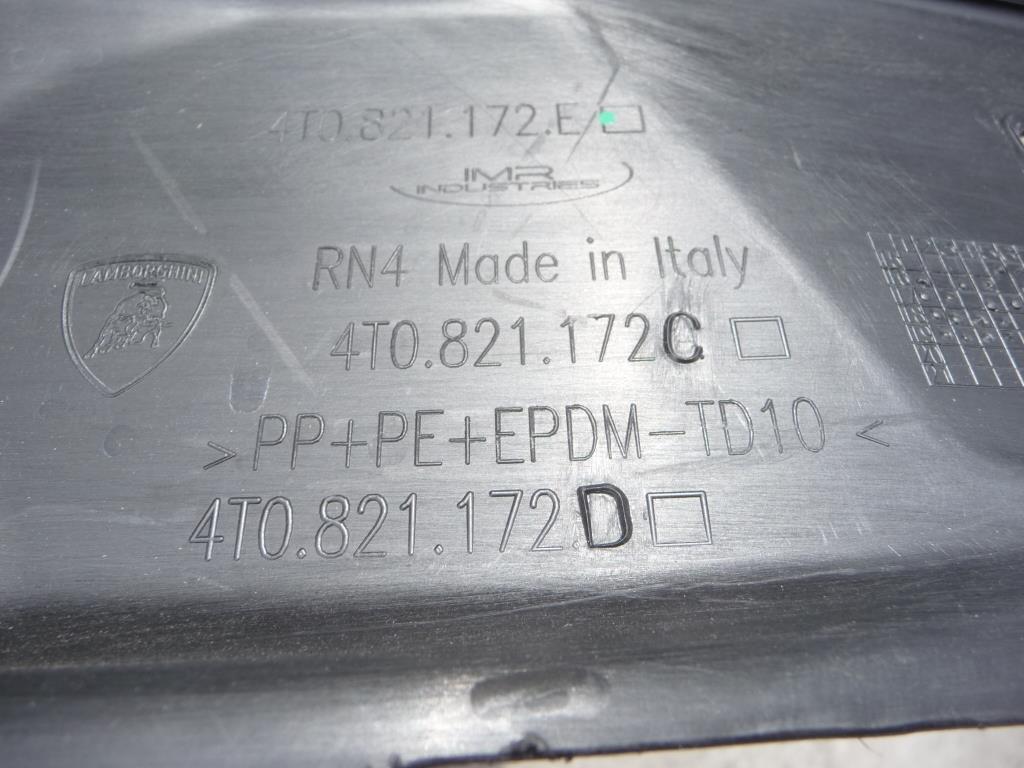 4T0.821.172.E
IMR
INDUSTRIES
RN4 Made in Italy
LAMBORGHINI
4T0.821.172C
>PP+PE+EPDM-TD10<
4T0.821.172.D